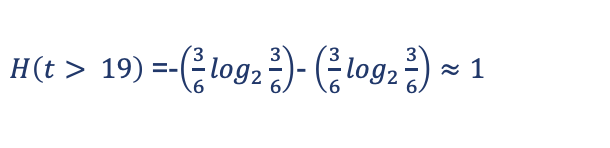 H(t > 19) =-(3/6 log₂ 3/6)- (3/6 log₂ 3/6) ≈ 1